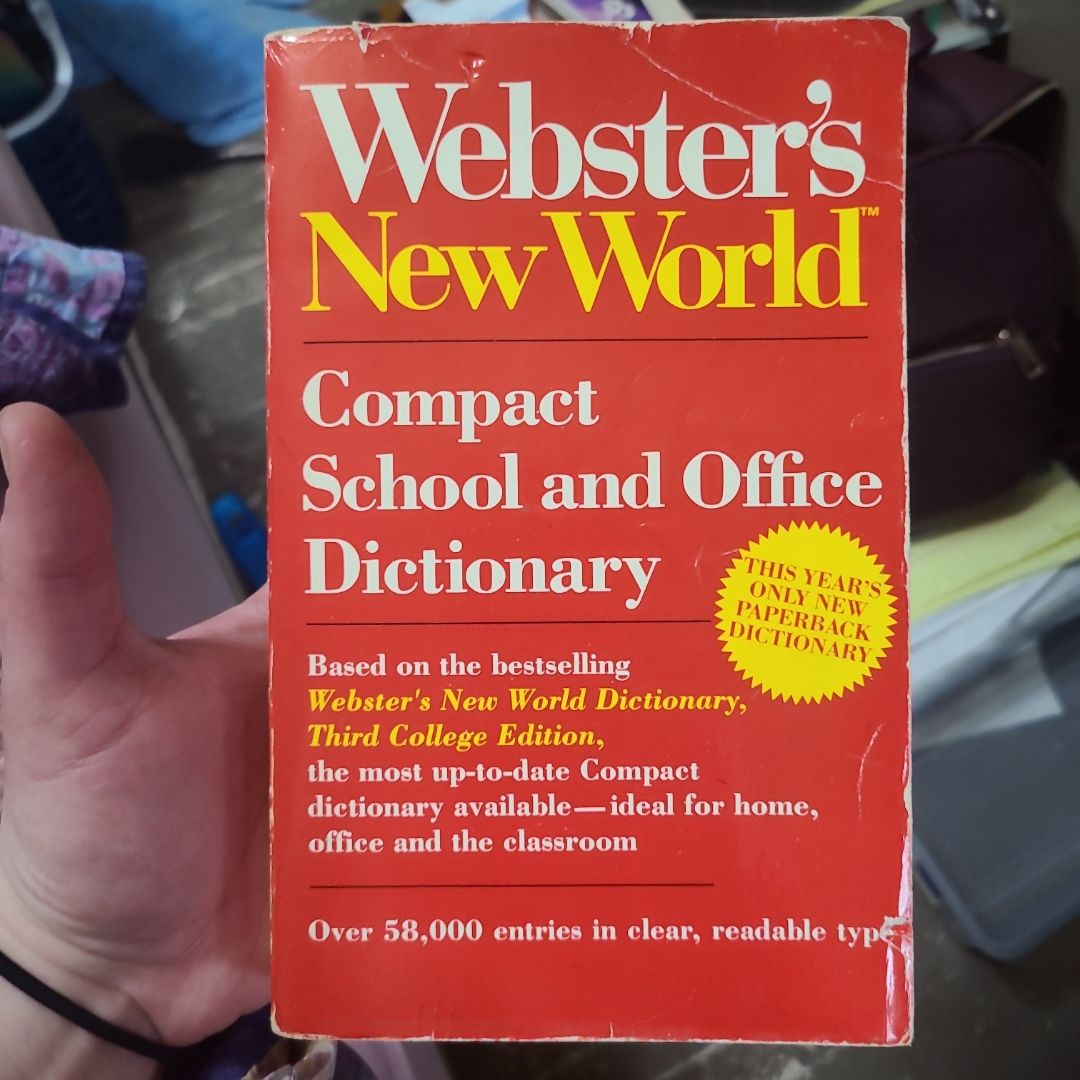 Webster's
New World™
Compact
School and Office
Dictionary
THIS YEAR'S
ONLY NEW
PAPERBACK
DICTIONARY
Based on the bestselling
Webster's New World Dictionary,
Third College Edition,
the most up-to-date Compact
dictionary available—ideal for home,
office and the classroom
Over 58,000 entries in clear, readable type